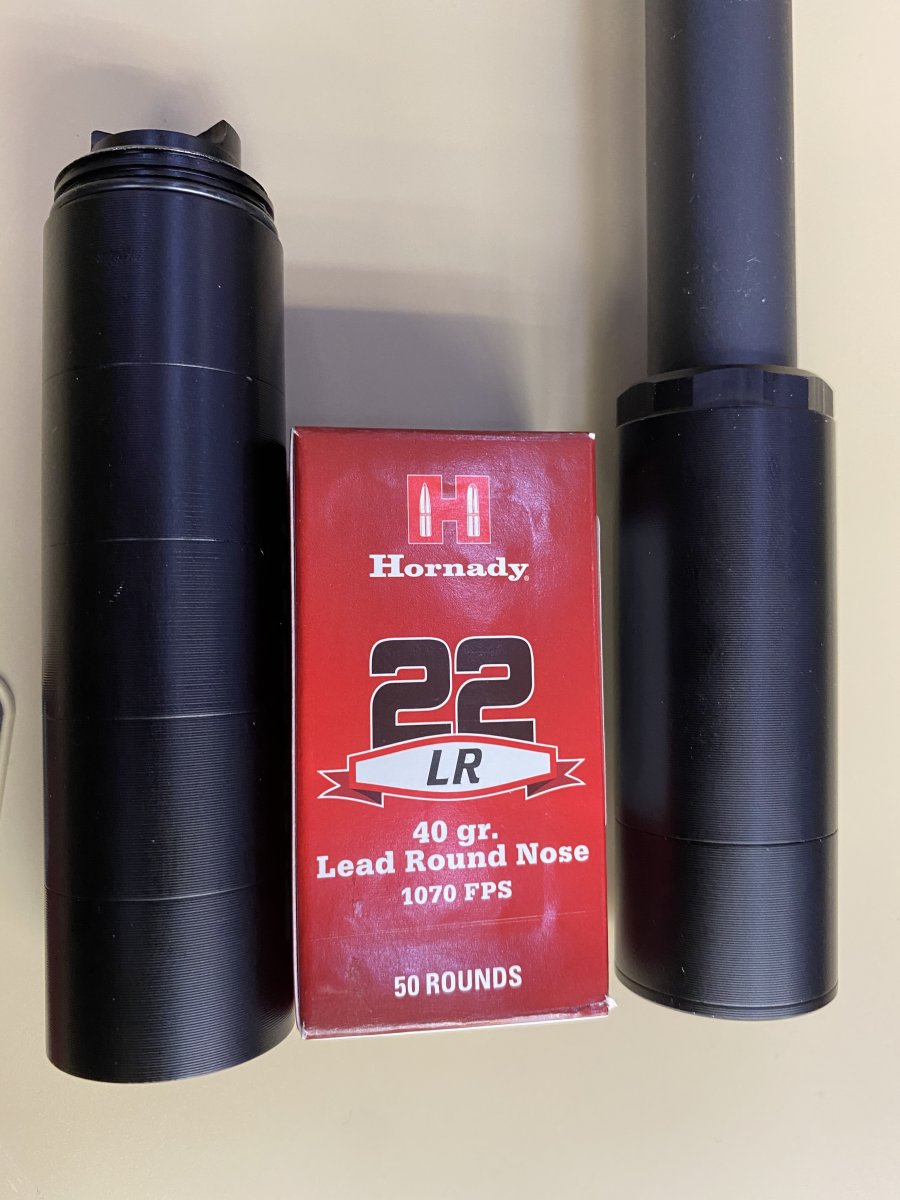 H
Hornady®
22
LR
40 gr.
Lead Round Nose
1070 FPS
50 ROUNDS